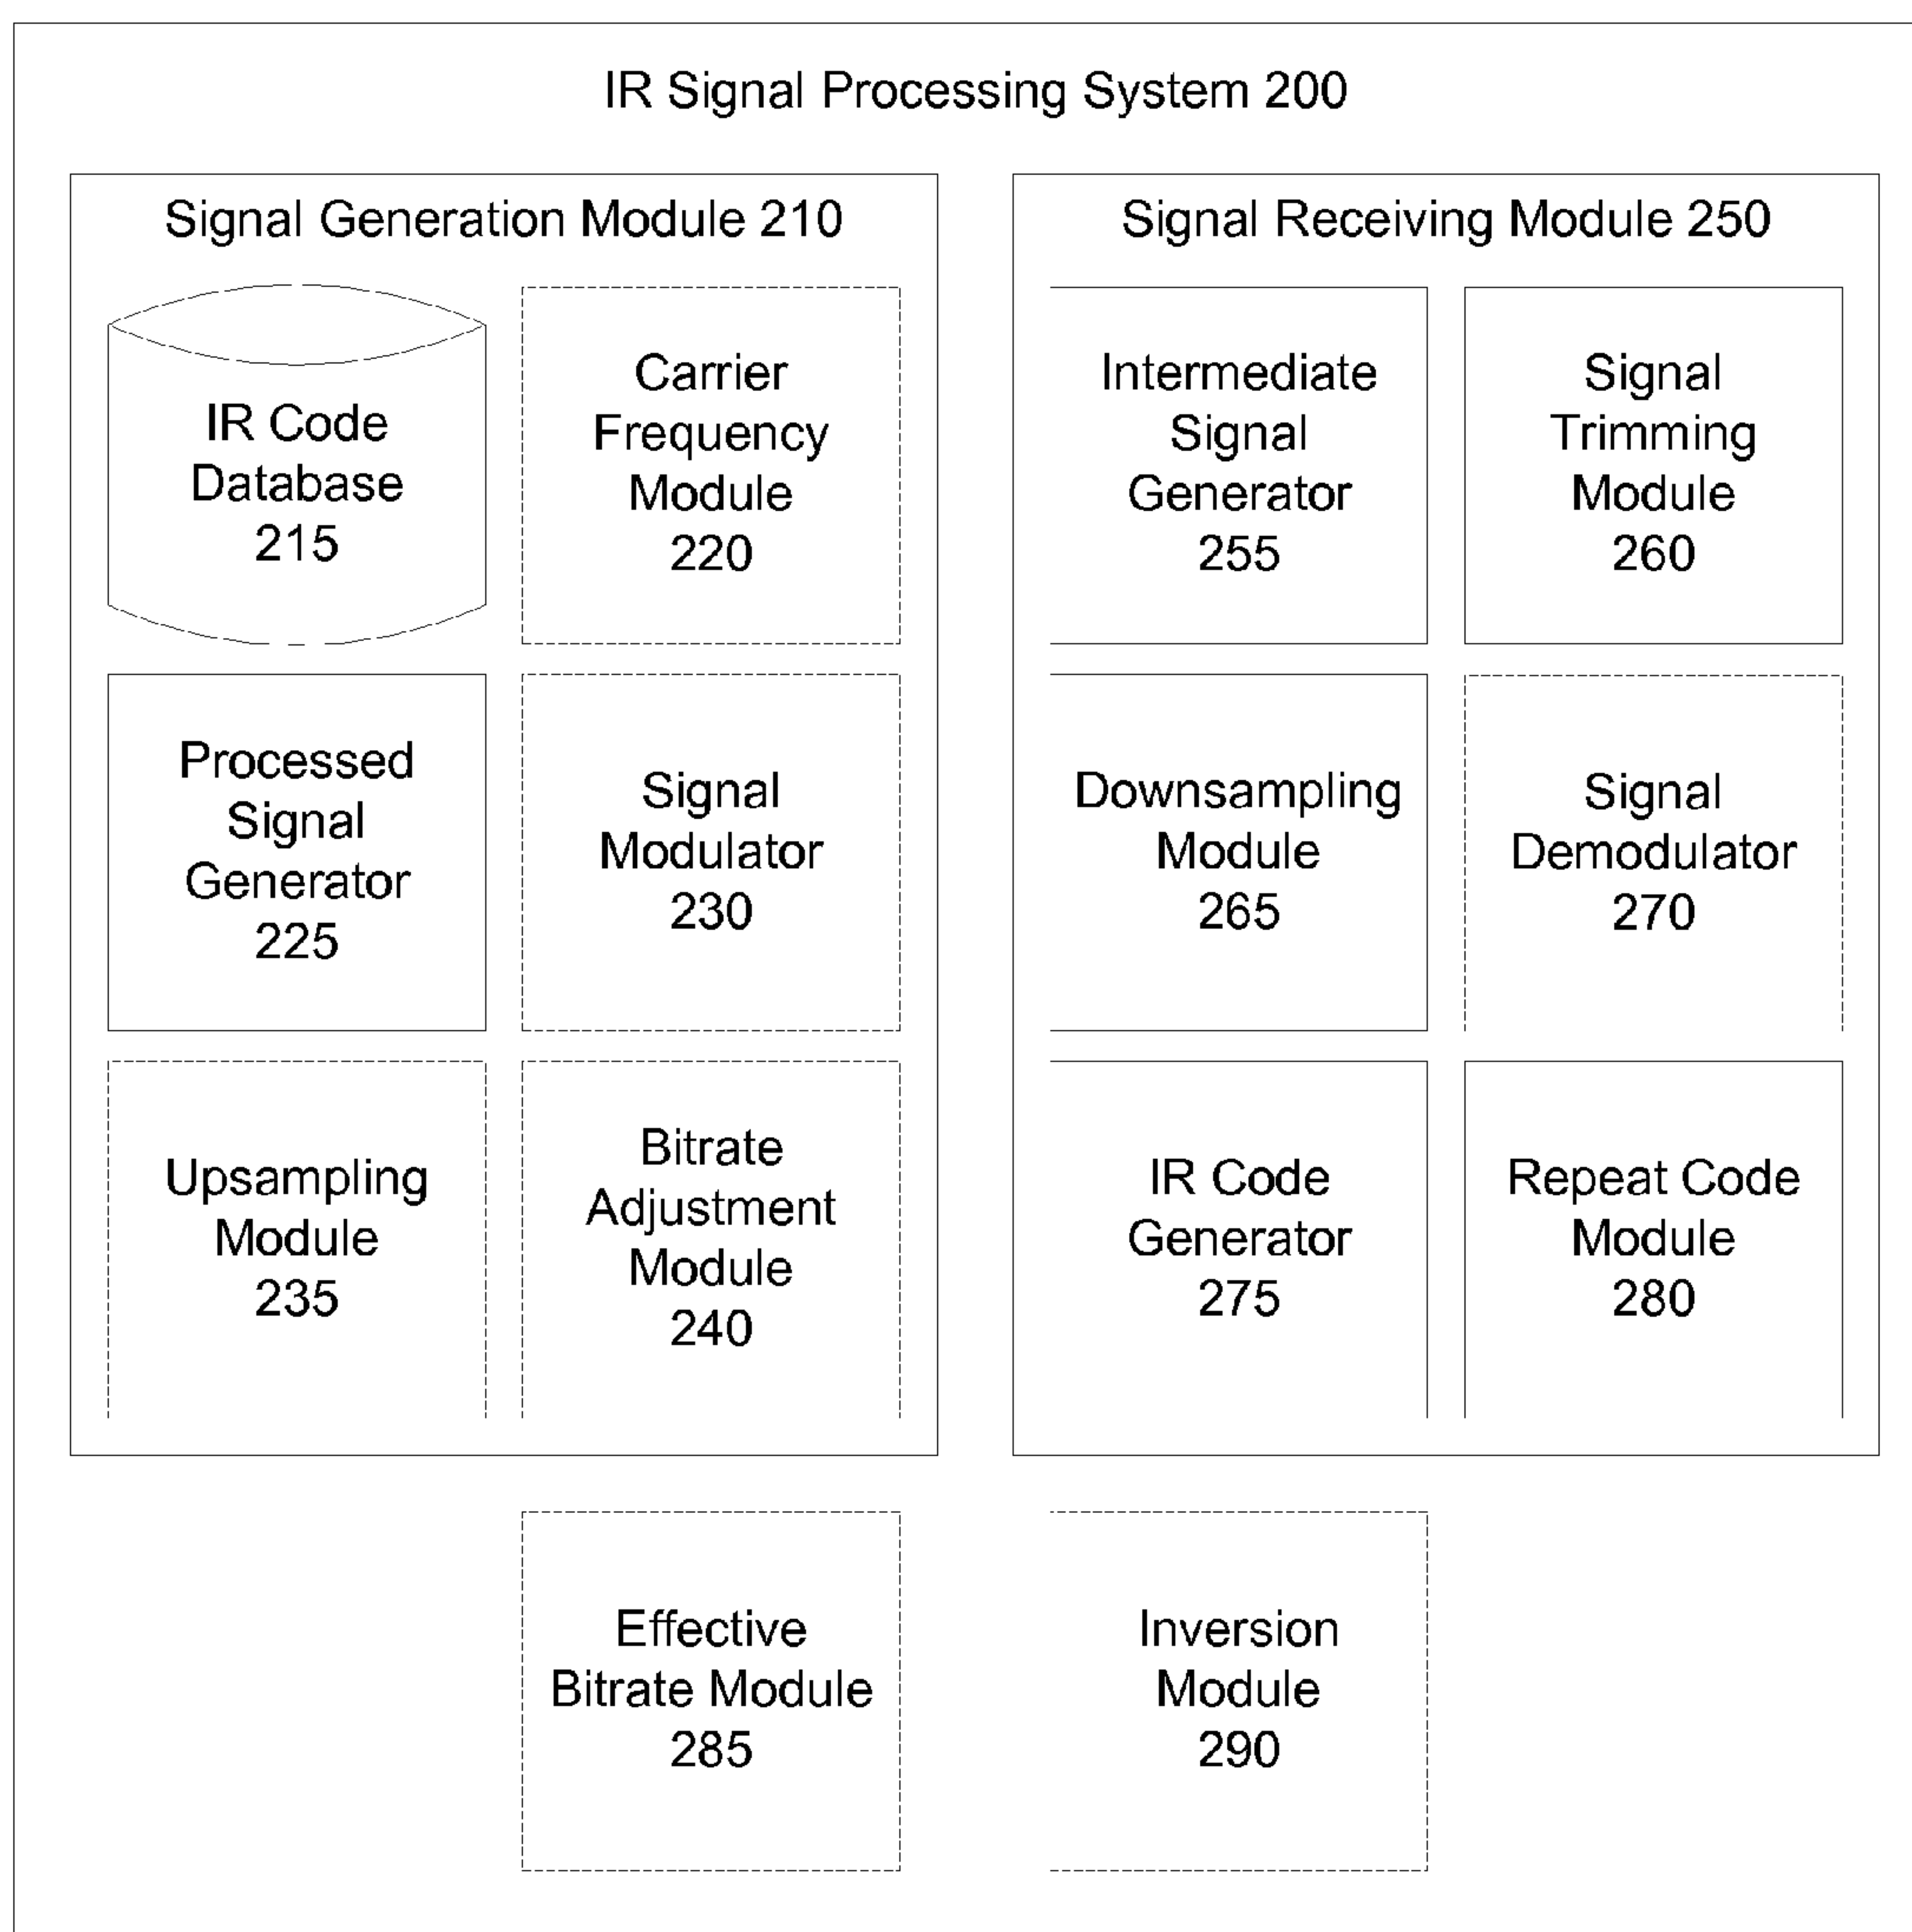 IR Signal Processing System 200
Signal Generation Module 210
IR Code
Database
215
Carrier
Frequency
Module
220
Processed
Signal
Generator
225
Signal
Modulator
230
Upsampling
Module
235
Bitrate
Adjustment
Module
240
Signal Receiving Module 250
Intermediate
Signal
Generator
255
Signal
Trimming
Module
260
Downsampling
Module
265
Signal
Demodulator
270
IR Code
Generator
275
Repeat Code
Module
280
Effective
Bitrate Module
285
Inversion
Module
290